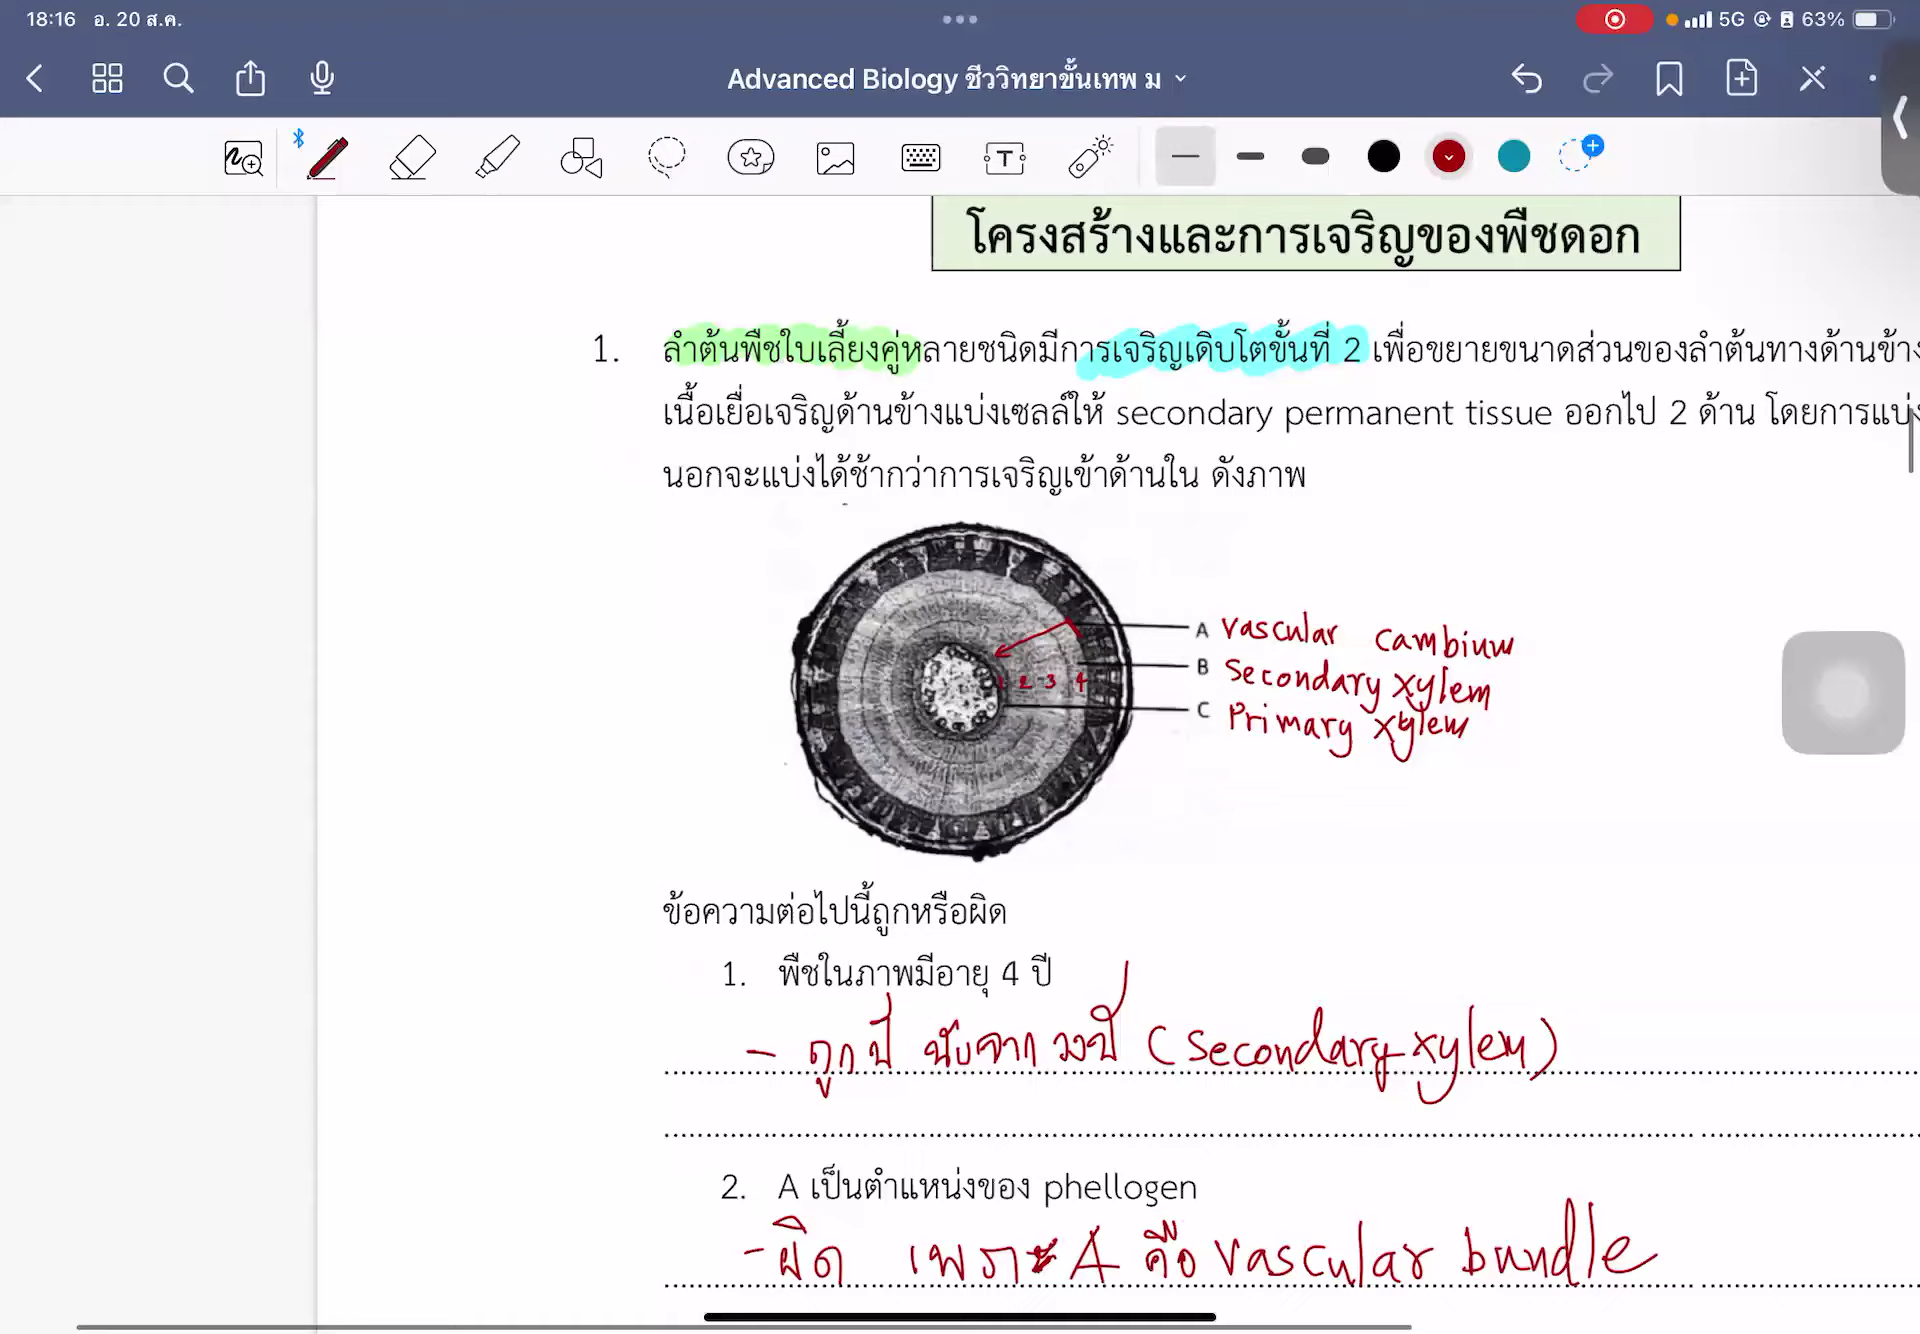 18:16 อ. 20 ส.ค.
5G 63%
Advanced Biology ชีววิทยาขั้นเทพ ม
T
โครงสร้างและการเจริญของพืชดอก
1. ลำต้นพืชใบเลี้ยงคู่หลายชนิดมีการเจริญเติบโตขั้นที่ 2 เพื่อขยายขนาดส่วนของลำต้นทางด้านข้าง
เนื้อเยื่อเจริญด้านข้างแบ่งเซลล์ให้ secondary permanent tissue ออกไป 2 ด้าน โดยการแบ่ง
นอกจะแบ่งได้ช้ากว่าการเจริญเข้าด้านใน ดังภาพ
A vascular cambium
B Secondary xylem
1 2 3 4
C Primary xylem
ข้อความต่อไปนี้ถูกหรือผิด
1. พืชในภาพมีอายุ 4 ปี
- ถูก ปี นับจาก วงปี (Secondary xylem)
2. A เป็นตำแหน่งของ phellogen
- ผิด เพราะ A คือ vascular bundle